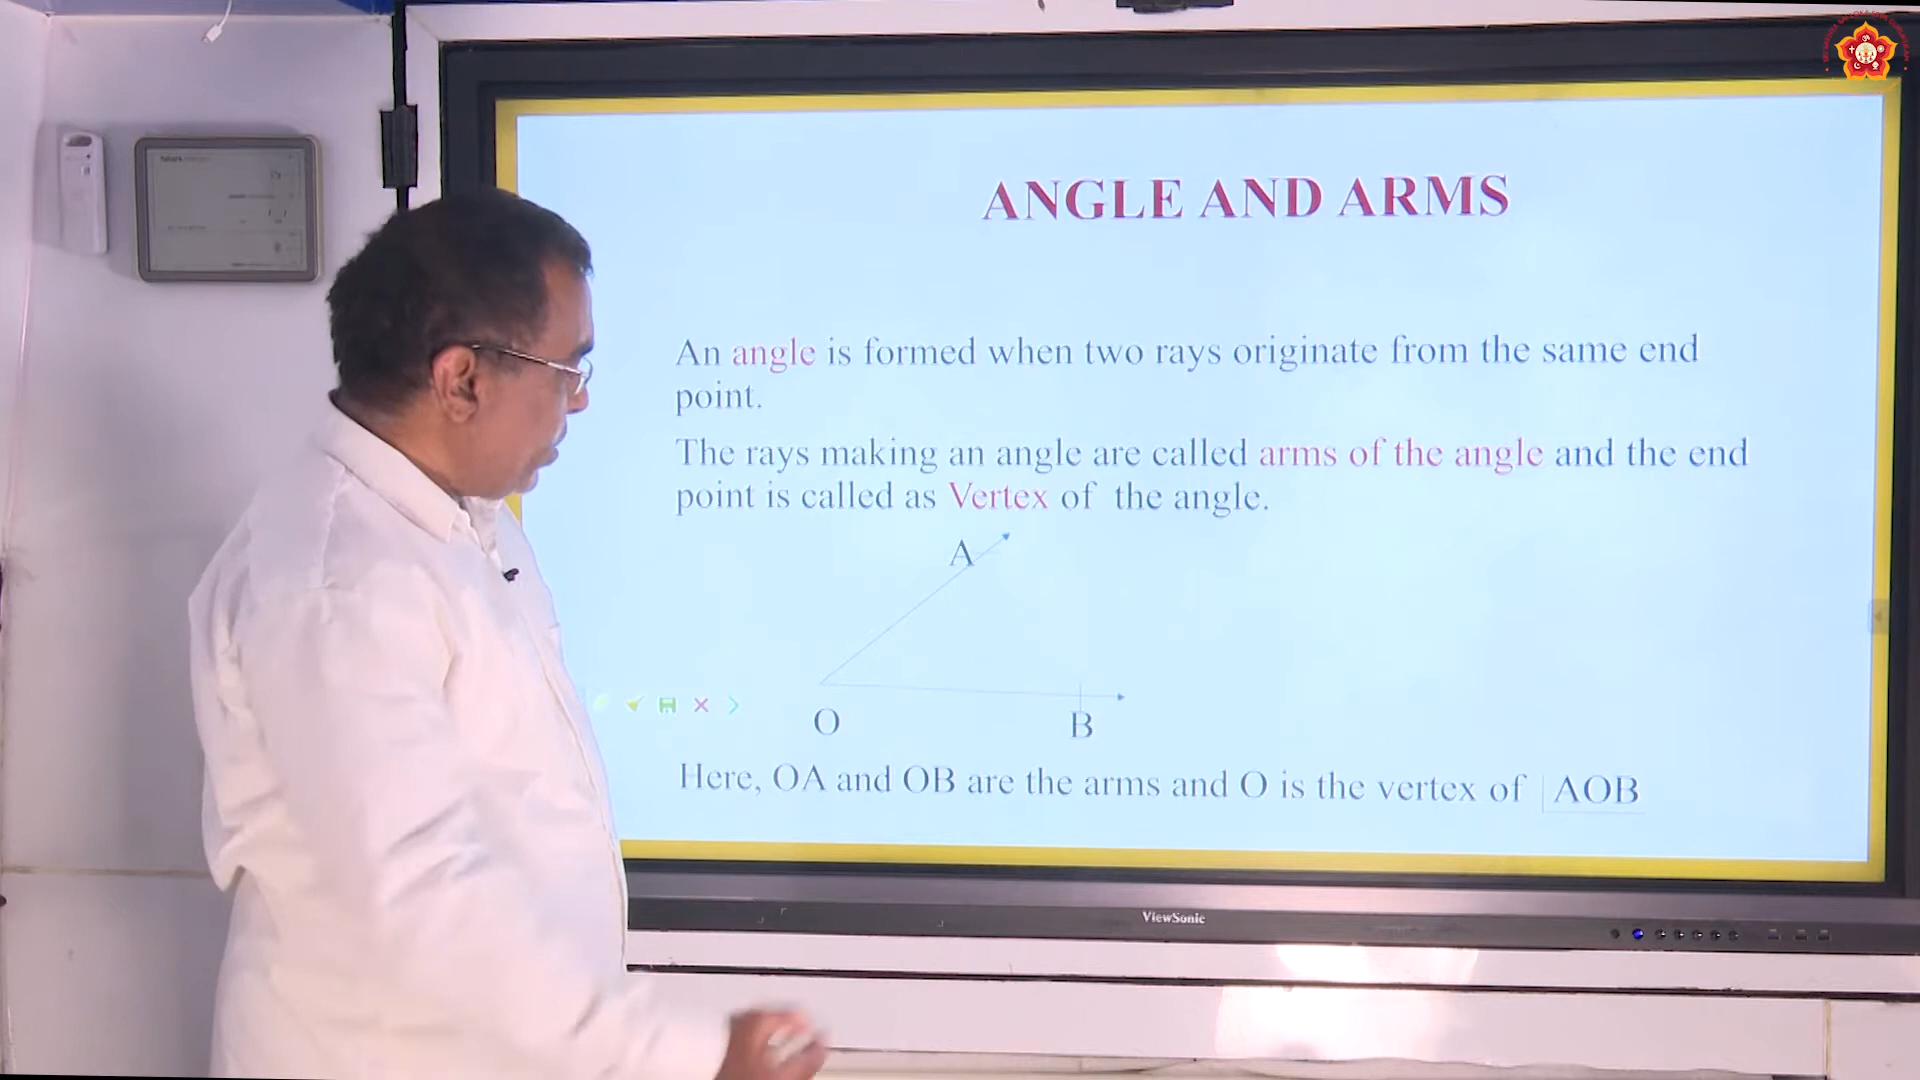 ANGLE AND ARMS
An angle is formed when two rays originate from the same end
point.
The rays making an angle are called arms of the angle and the end
point is called as Vertex of the angle.
A
O
B
Here, OA and OB are the arms and O is the vertex of AOB
ViewSonic